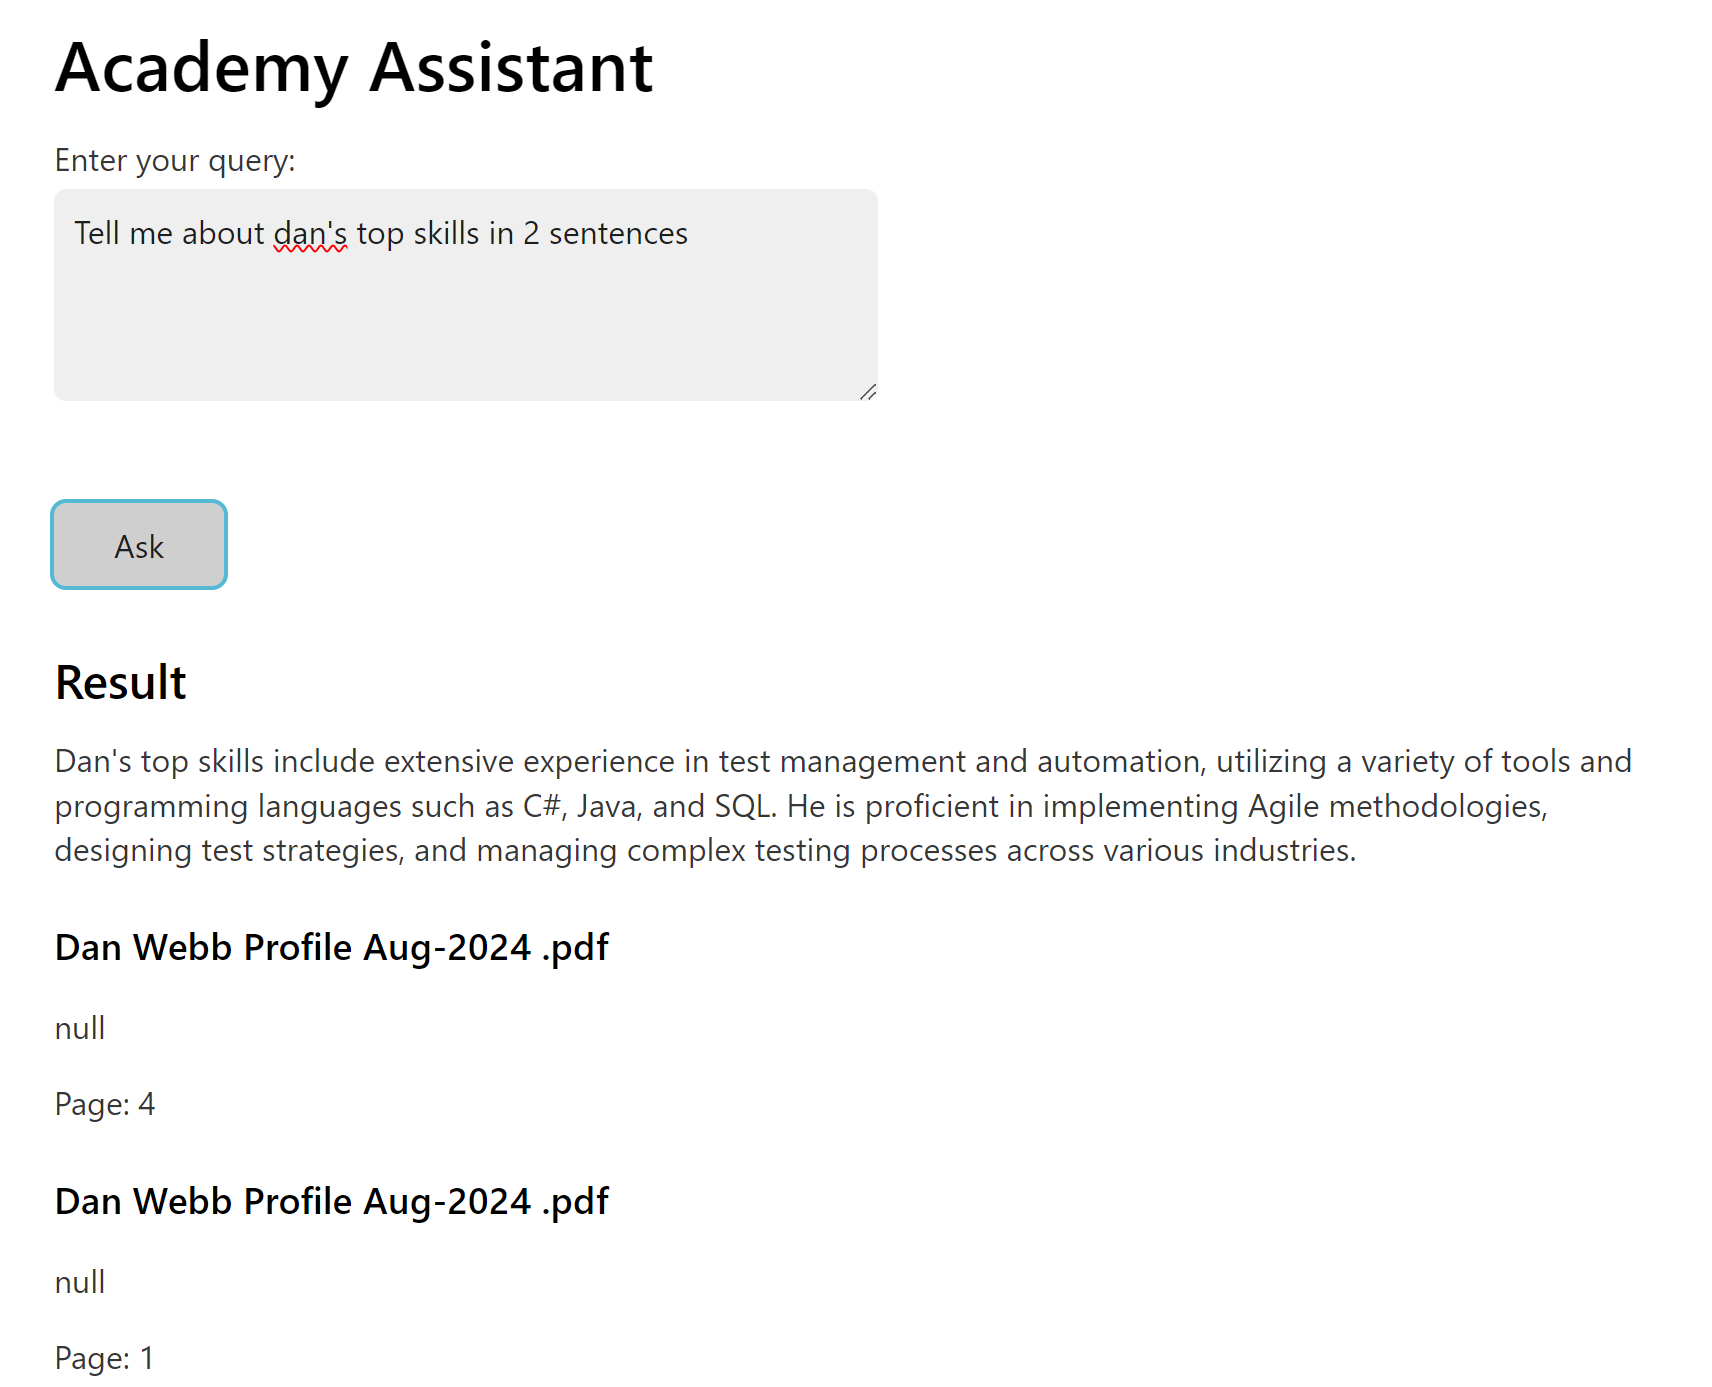 Academy Assistant
Enter your query:
Tell me about dan's top skills in 2 sentences
Ask
Result
Dan's top skills include extensive experience in test management and automation, utilizing a variety of tools and
programming languages such as C#, Java, and SQL. He is proficient in implementing Agile methodologies,
designing test strategies, and managing complex testing processes across various industries.
Dan Webb Profile Aug-2024 .pdf
null
Page: 4
Dan Webb Profile Aug-2024 .pdf
null
Page: 1